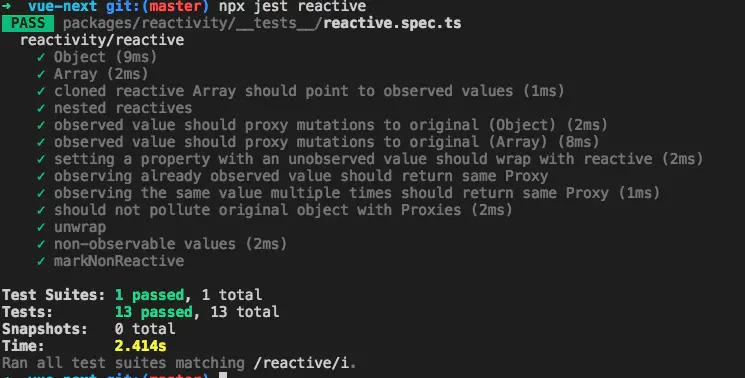 ➜ vue-next git:(master) npx jest reactive
PASS packages/reactivity/__tests__/reactive.spec.ts
reactivity/reactive
✓ Object (9ms)
✓ Array (2ms)
✓ cloned reactive Array should point to observed values (1ms)
✓ nested reactives
✓ observed value should proxy mutations to original (Object) (2ms)
✓ observed value should proxy mutations to original (Array) (8ms)
✓ setting a property with an unobserved value should wrap with reactive (2ms)
✓ observing already observed value should return same Proxy
✓ observing the same value multiple times should return same Proxy (1ms)
✓ should not pollute original object with Proxies (2ms)
✓ unwrap
✓ non-observable values (2ms)
✓ markNonReactive
Test Suites: 1 passed, 1 total
Tests: 13 passed, 13 total
Snapshots: 0 total
Time: 2.414s
Ran all test suites matching /reactive/i.
➜ vue-next git:(master)